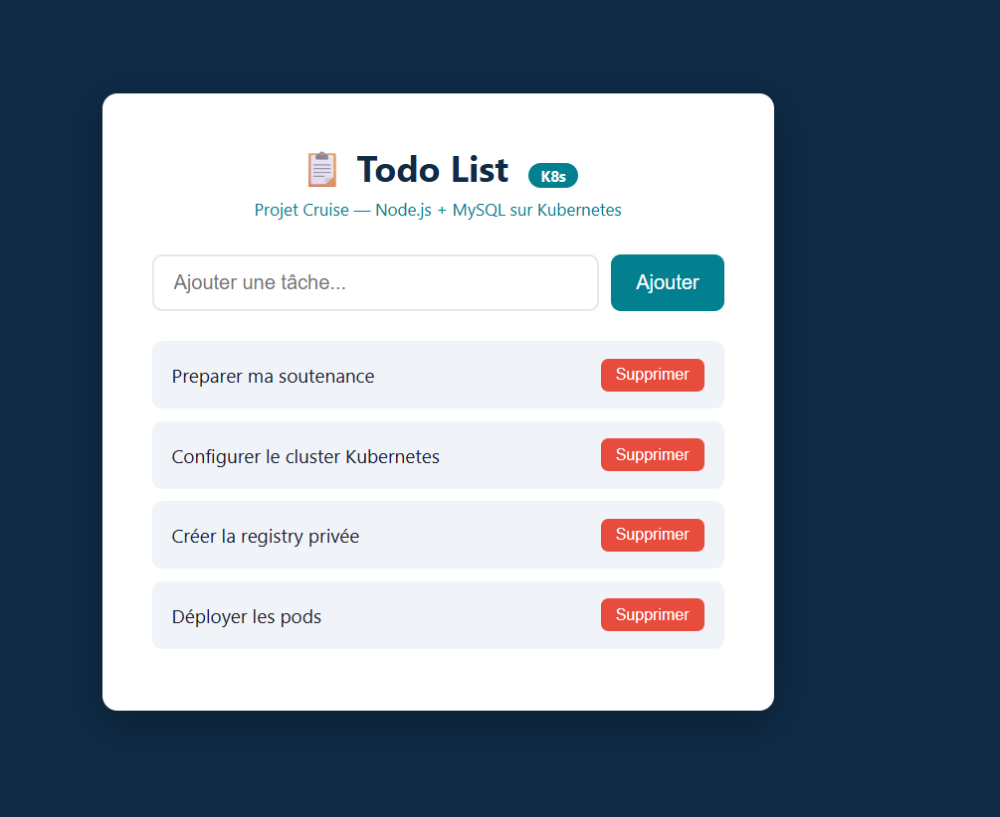 Todo List K8s
Projet Cruise — Node.js + MySQL sur Kubernetes
Ajouter une tâche... Ajouter
Preparer ma soutenance Supprimer
Configurer le cluster Kubernetes Supprimer
Créer la registry privée Supprimer
Déployer les pods Supprimer